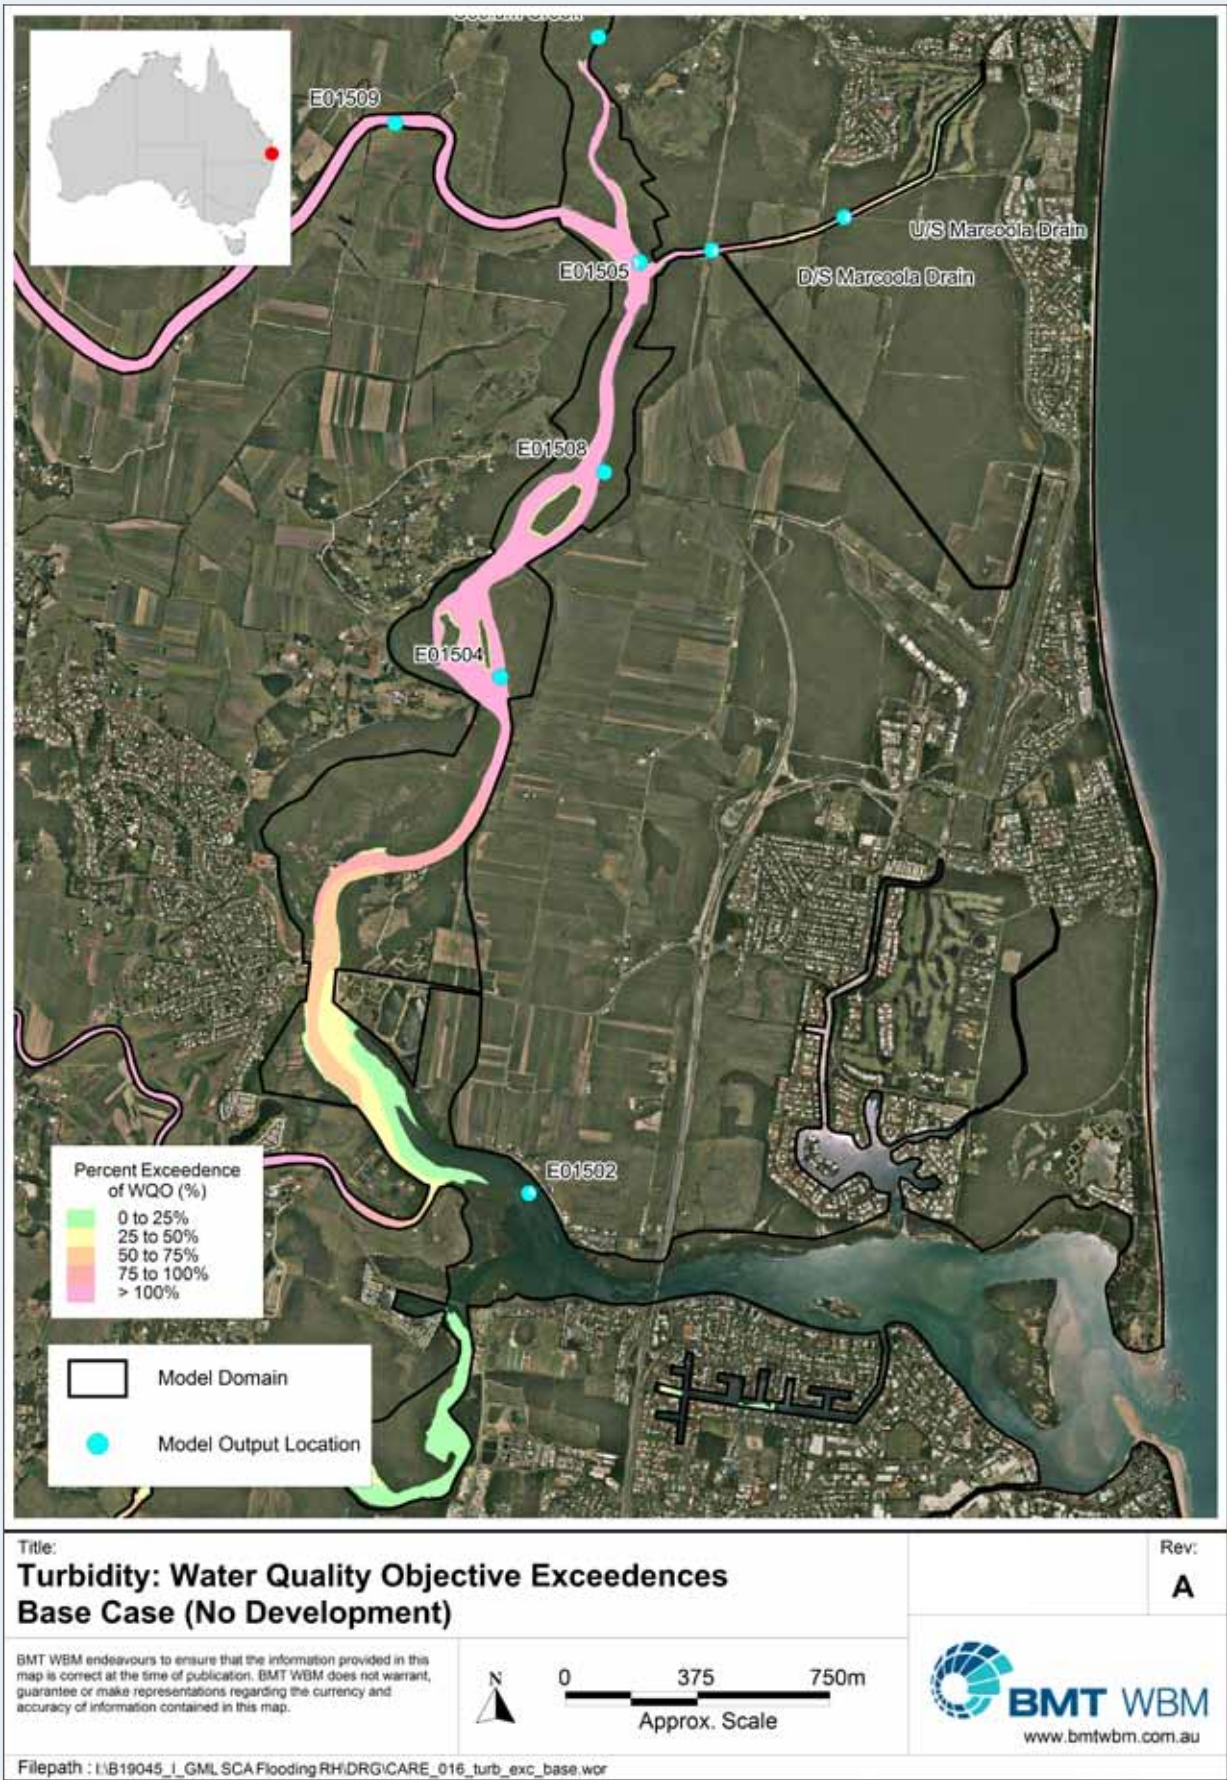 E01509
U/S Marcoola Drain
E01505
D/S Marcoola Drain
E01508
E01504
E01502
Percent Exceedence
of WQO (%)
0 to 25%
25 to 50%
50 to 75%
75 to 100%
> 100%
Model Domain
Model Output Location
Title:
Turbidity: Water Quality Objective Exceedences
Base Case (No Development)
Rev:
A
BMT WBM endeavours to ensure that the information provided in this
map is correct at the time of publication. BMT WBM does not warrant,
guarantee or make representations regarding the currency and
accuracy of information contained in this map.
N
0 375 750m
Approx. Scale
BMT WBM
www.bmtwbm.com.au
Filepath : I:\B19045_I_GML SCA Flooding RH\DRG\CARE_016_turb_exc_base.wor